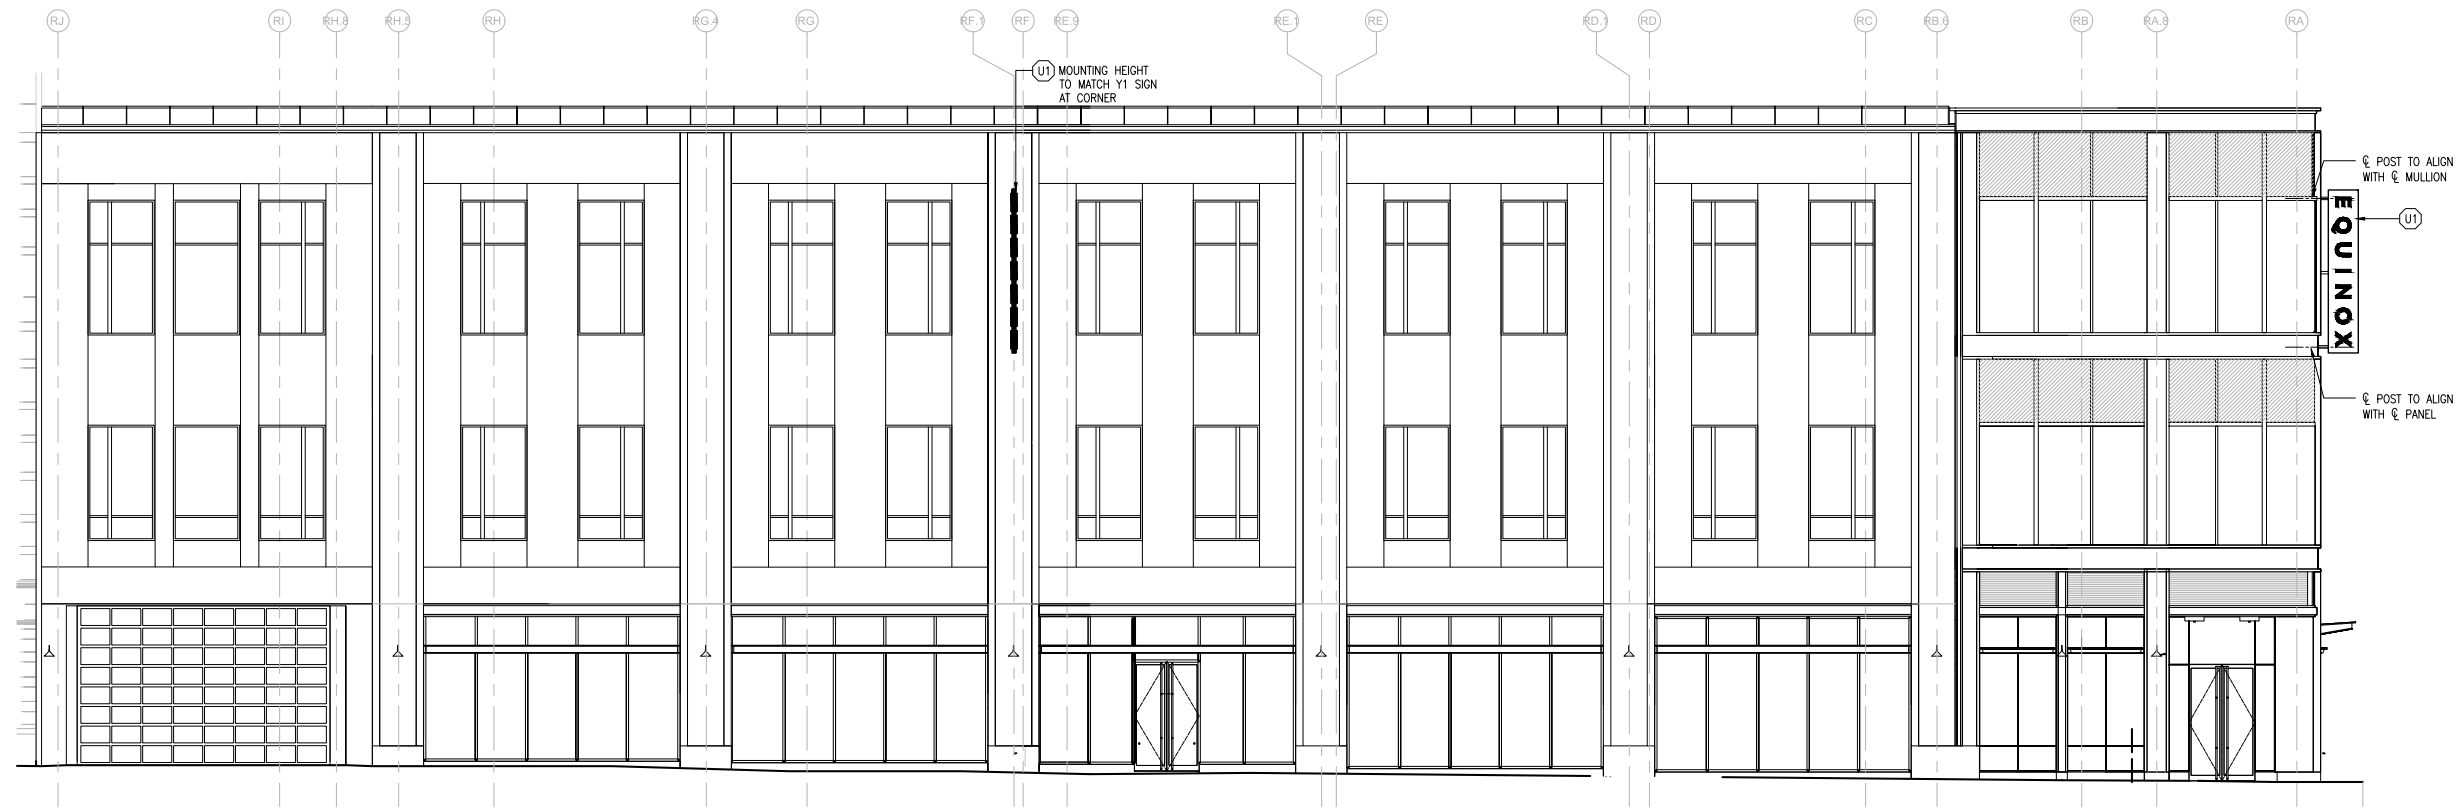 RJ
RI
RH.8
RH.5
RH
RG.4
RG
RF.1
RF
RE.9
RE.1
RE
RD.1
RD
RC
RB.6
RB
RA.8
RA
U1 MOUNTING HEIGHT
TO MATCH Y1 SIGN
AT CORNER
℄ POST TO ALIGN
WITH ℄ MULLION
U1
EQUINOX
℄ POST TO ALIGN
WITH ℄ PANEL